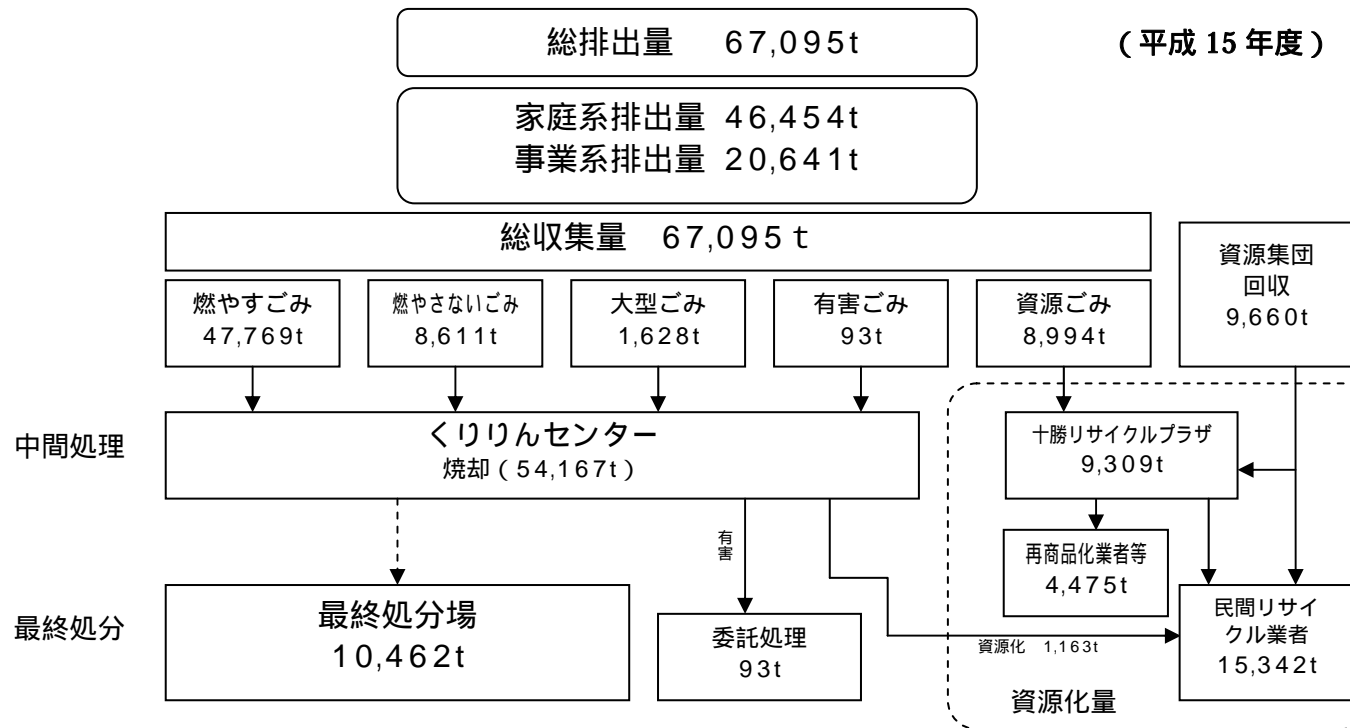 総排出量 67,095t
(平成 15 年度)
家庭系排出量 46,454t
事業系排出量 20,641t
総収集量 67,095t
資源集団
回収
9,660t
燃やすごみ
47,769t
燃やさないごみ
8,611t
大型ごみ
1,628t
有害ごみ
93t
資源ごみ
8,994t
中間処理
くりりんセンター
焼却(54,167t)
十勝リサイクルプラザ
9,309t
有害
再商品化業者等
4,475t
最終処分
最終処分場
10,462t
委託処理
93t
資源化 1,163t
民間リサイ
クル業者
15,342t
資源化量